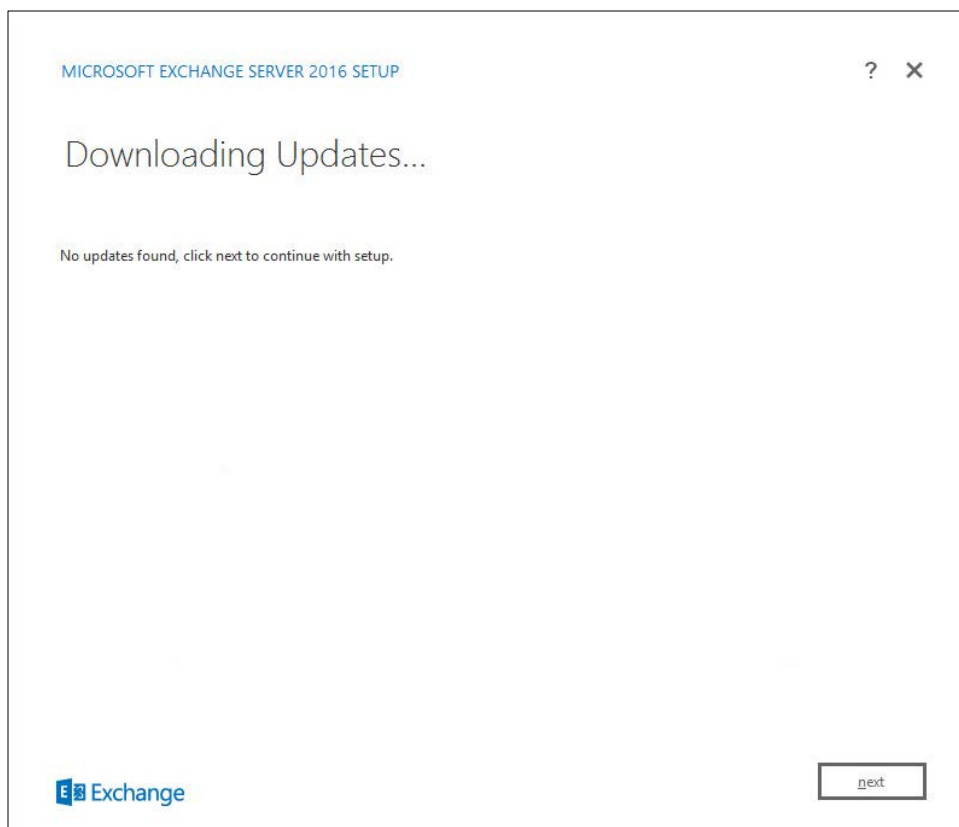 MICROSOFT EXCHANGE SERVER 2016 SETUP ?
Downloading Updates...
No updates found, click next to continue with setup.
E Exchange
next